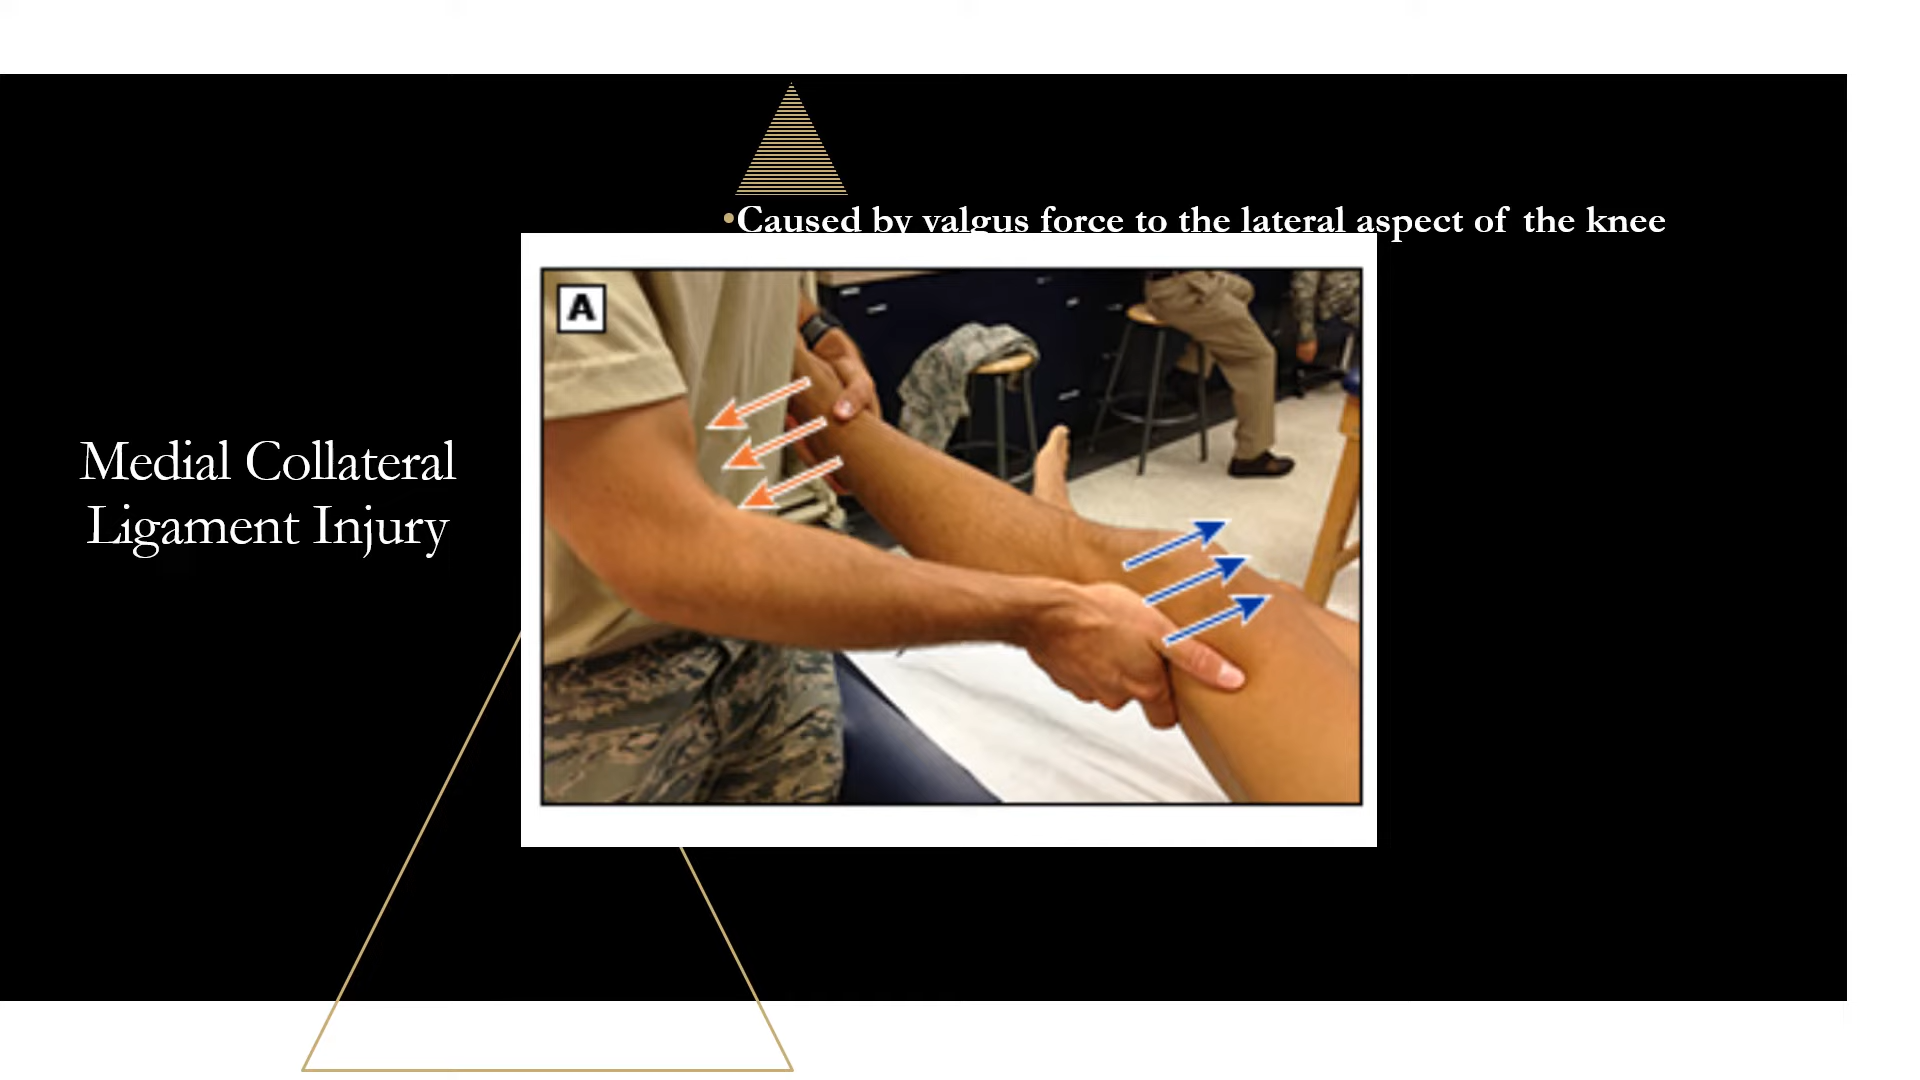 •Caused by valgus force to the lateral aspect of the knee
A
Medial Collateral
Ligament Injury